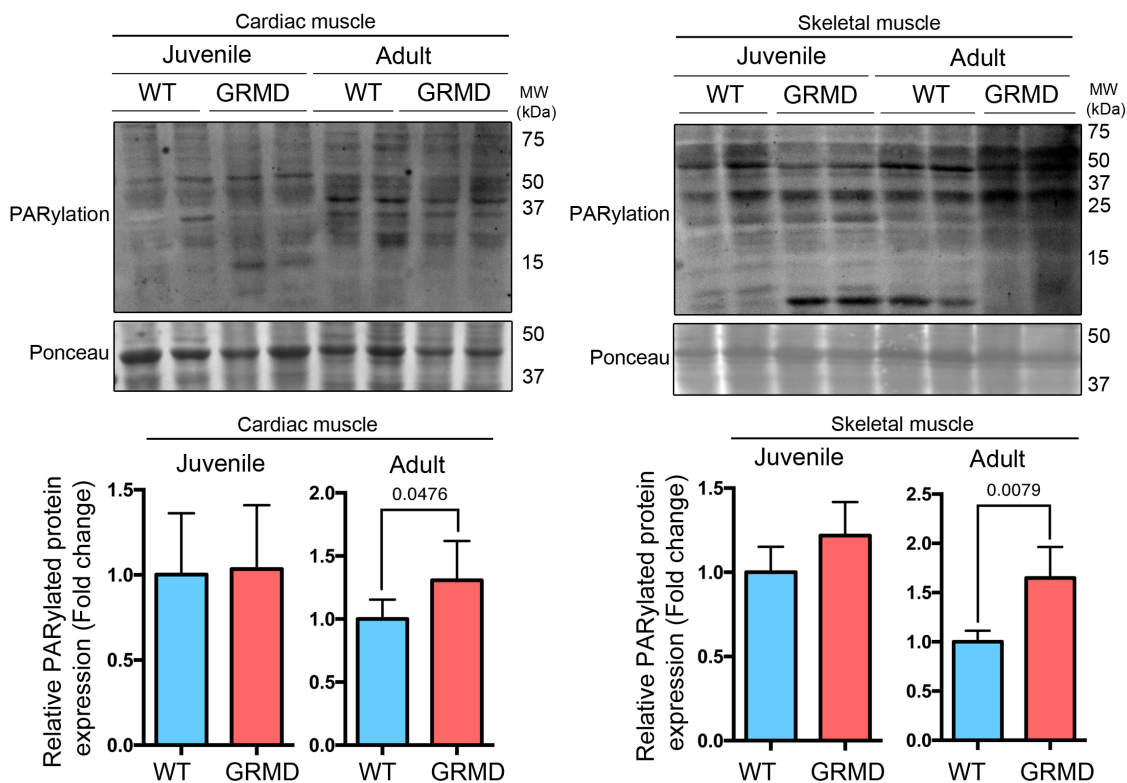 Cardiac muscle
Juvenile Adult
WT GRMD WT GRMD MW (kDa)
75
50
37
15
PARylation
50
37
Ponceau
Skeletal muscle
Juvenile Adult
WT GRMD WT GRMD MW (kDa)
75
50
37
25
15
PARylation
50
37
Ponceau
Cardiac muscle
Juvenile Adult
Relative PARylated protein
expression (Fold change)
1.5
1.0
0.5
0.0
WT GRMD
2.0
1.5
1.0
0.5
0.0
0.0476
WT GRMD
Skeletal muscle
Juvenile Adult
Relative PARylated protein
expression (Fold change)
1.5
1.0
0.5
0.0
WT GRMD
2.5
2.0
1.5
1.0
0.5
0.0
0.0079
WT GRMD